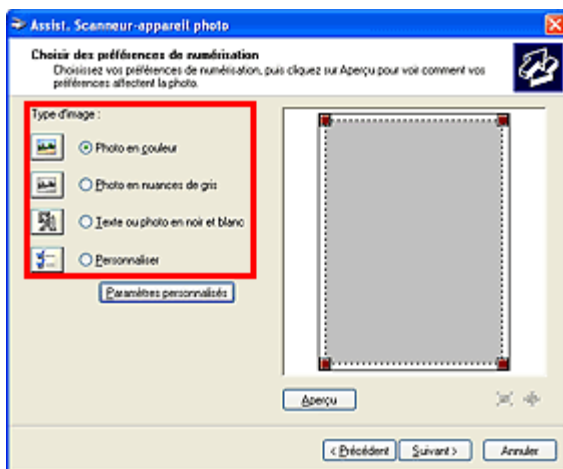 Assist. Scanneur-appareil photo
Choisir des préférences de numérisation
Choisissez vos préférences de numérisation, puis cliquez sur Aperçu pour voir comment vos
préférences affectent la photo.
Type d'image :
Photo en couleur
Photo en nuances de gris
Texte ou photo en noir et blanc
Personnaliser
Paramètres personnalisés
Aperçu
< Précédent
Suivant >
Annuler